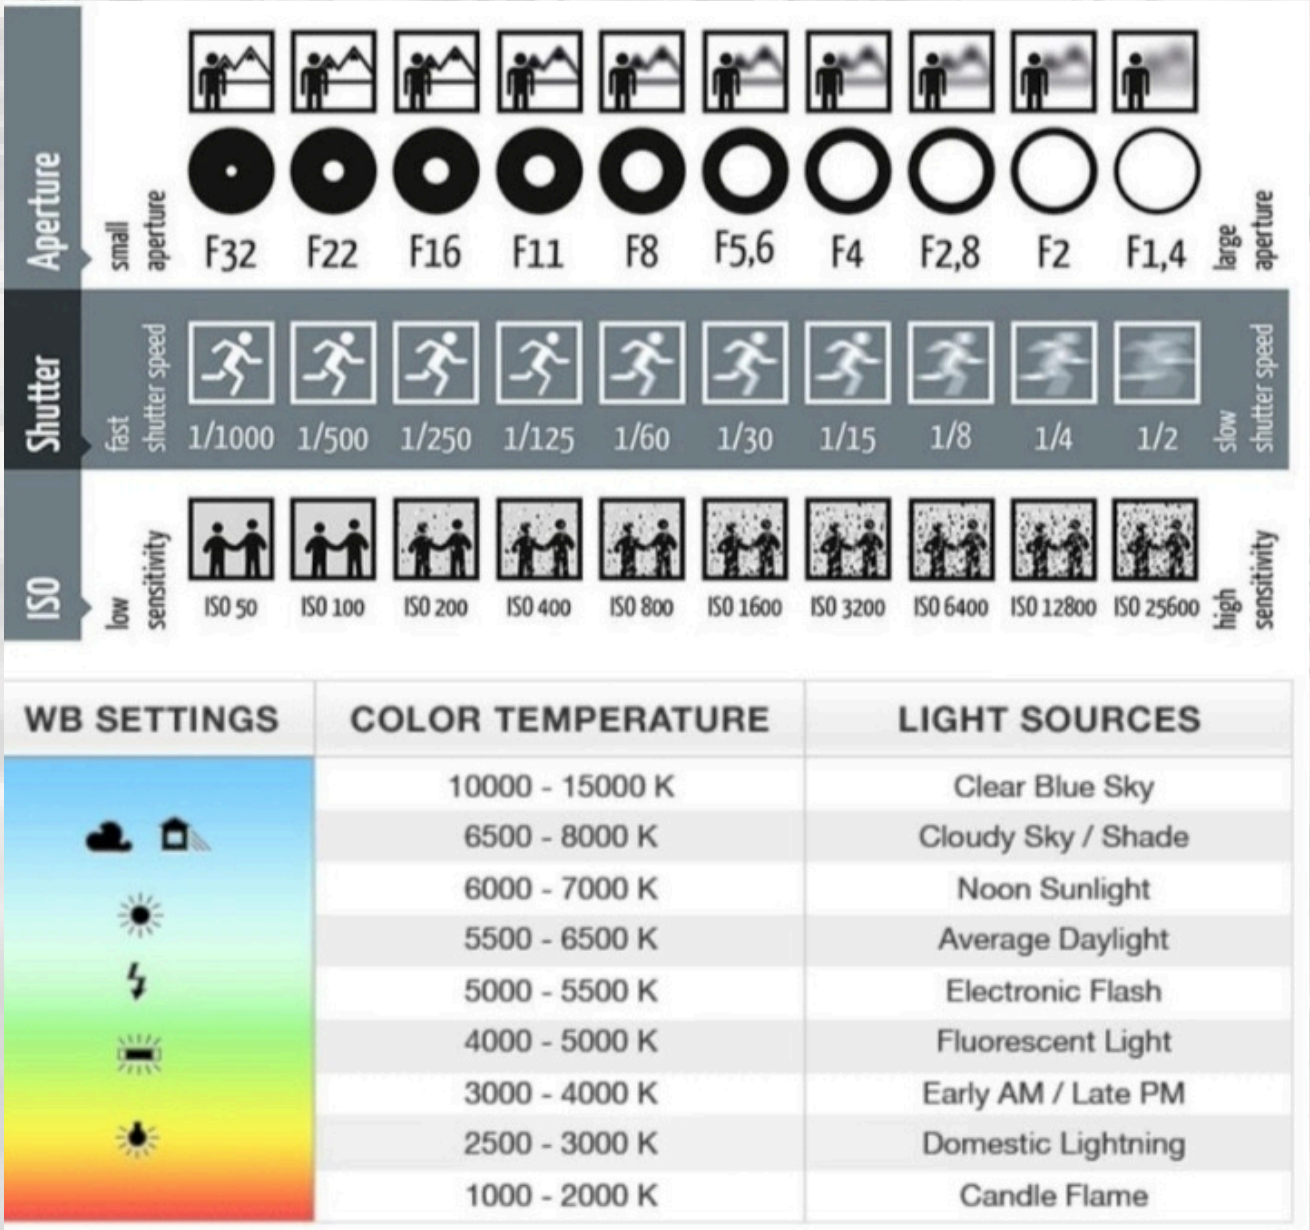 Aperture
small
aperture
F32 F22 F16 F11 F8 F5,6 F4 F2,8 F2 F1,4
large
aperture
Shutter
fast
shutter speed
1/1000 1/500 1/250 1/125 1/60 1/30 1/15 1/8 1/4 1/2
slow
shutter speed
ISO
low
sensitivity
ISO 50 ISO 100 ISO 200 ISO 400 ISO 800 ISO 1600 ISO 3200 ISO 6400 ISO 12800 ISO 25600
high
sensitivity
WB SETTINGS COLOR TEMPERATURE LIGHT SOURCES
10000 - 15000 K Clear Blue Sky
6500 - 8000 K Cloudy Sky / Shade
6000 - 7000 K Noon Sunlight
5500 - 6500 K Average Daylight
5000 - 5500 K Electronic Flash
4000 - 5000 K Fluorescent Light
3000 - 4000 K Early AM / Late PM
2500 - 3000 K Domestic Lightning
1000 - 2000 K Candle Flame